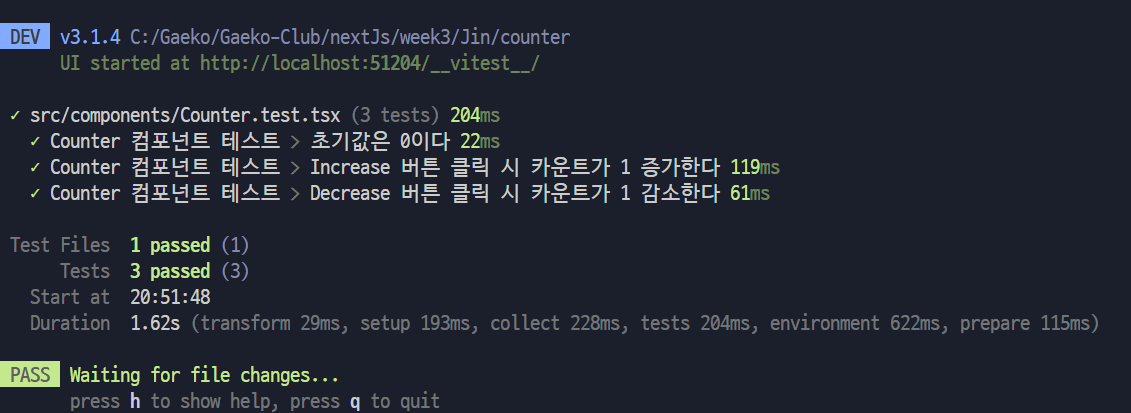 DEV v3.1.4 C:/Gaeko/Gaeko-Club/nextJs/week3/Jin/counter
UI started at http://localhost:51204/__vitest__/
✓ src/components/Counter.test.tsx (3 tests) 204ms
✓ Counter 컴포넌트 테스트 > 초기값은 0이다 22ms
✓ Counter 컴포넌트 테스트 > Increase 버튼 클릭 시 카운트가 1 증가한다 119ms
✓ Counter 컴포넌트 테스트 > Decrease 버튼 클릭 시 카운트가 1 감소한다 61ms
Test Files 1 passed (1)
Tests 3 passed (3)
Start at 20:51:48
Duration 1.62s (transform 29ms, setup 193ms, collect 228ms, tests 204ms, environment 622ms, prepare 115ms)
PASS Waiting for file changes...
press h to show help, press q to quit